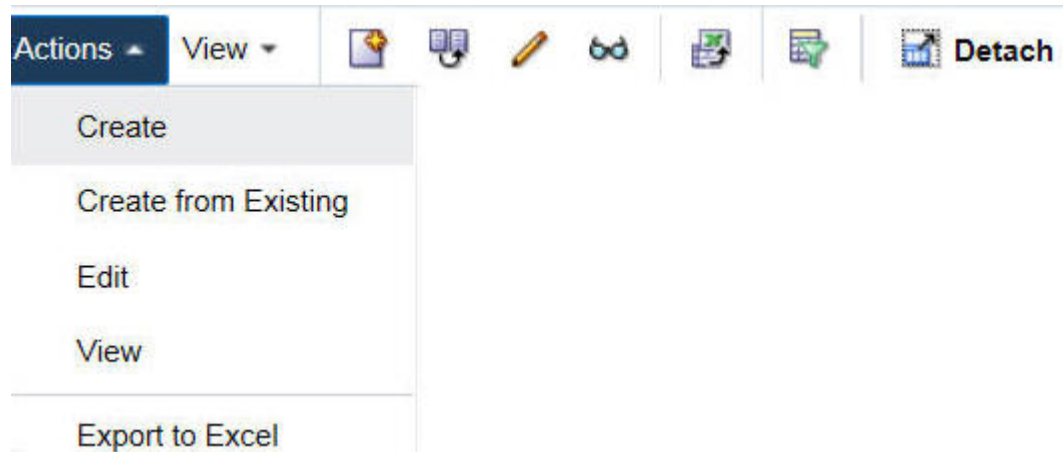 Actions View Detach
Create
Create from Existing
Edit
View
Export to Excel